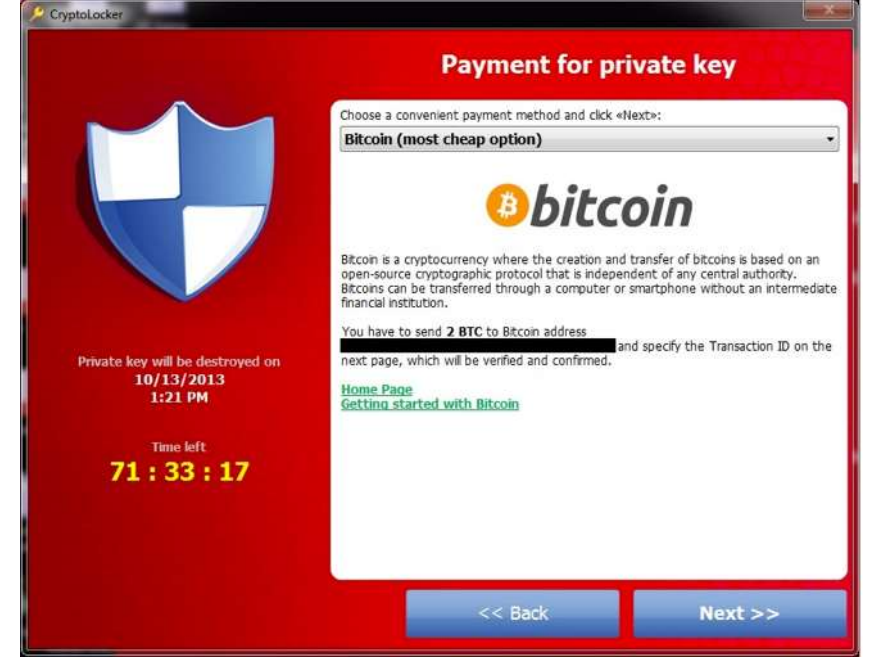 CryptoLocker
Payment for private key
Choose a convenient payment method and click «Next»:
Bitcoin (most cheap option)
bitcoin
Bitcoin is a cryptocurrency where the creation and transfer of bitcoins is based on an
open-source cryptographic protocol that is independent of any central authority.
Bitcoins can be transferred through a computer or smartphone without an intermediate
financial institution.
You have to send 2 BTC to Bitcoin address
and specify the Transaction ID on the
next page, which will be verified and confirmed.
Home Page
Getting started with Bitcoin
Private key will be destroyed on
10/13/2013
1:21 PM
Time left
71 : 33 : 17
<< Back
Next >>